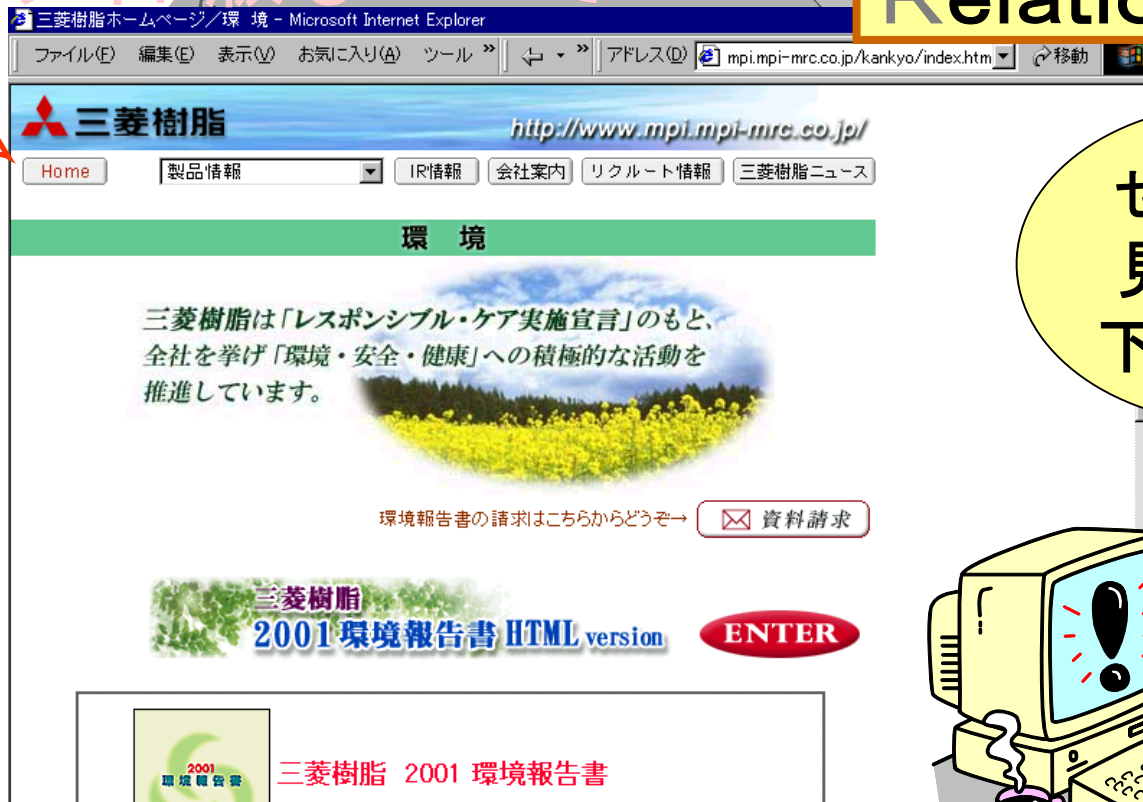 Relatio
三菱樹脂ホームページ/環 境 - Microsoft Internet Explorer
ファイル(F) 編集(E) 表示(V) お気に入り(A) ツール » アドレス(D) mpi.mpi-mrc.co.jp/kankyo/index.htm 移動
三菱樹脂 http://www.mpi.mpi-mrc.co.jp/
Home 製品情報 IR情報 会社案内 リクルート情報 三菱樹脂ニュース
環 境
三菱樹脂は「レスポンシブル・ケア実施宣言」のもと、
全社を挙げ「環境・安全・健康」への積極的な活動を
推進しています。
環境報告書の請求はこちらからどうぞ→ 資料請求
三菱樹脂
2001環境報告書 HTML version ENTER
2001
環境報告書
三菱樹脂 2001 環境報告書
下
!